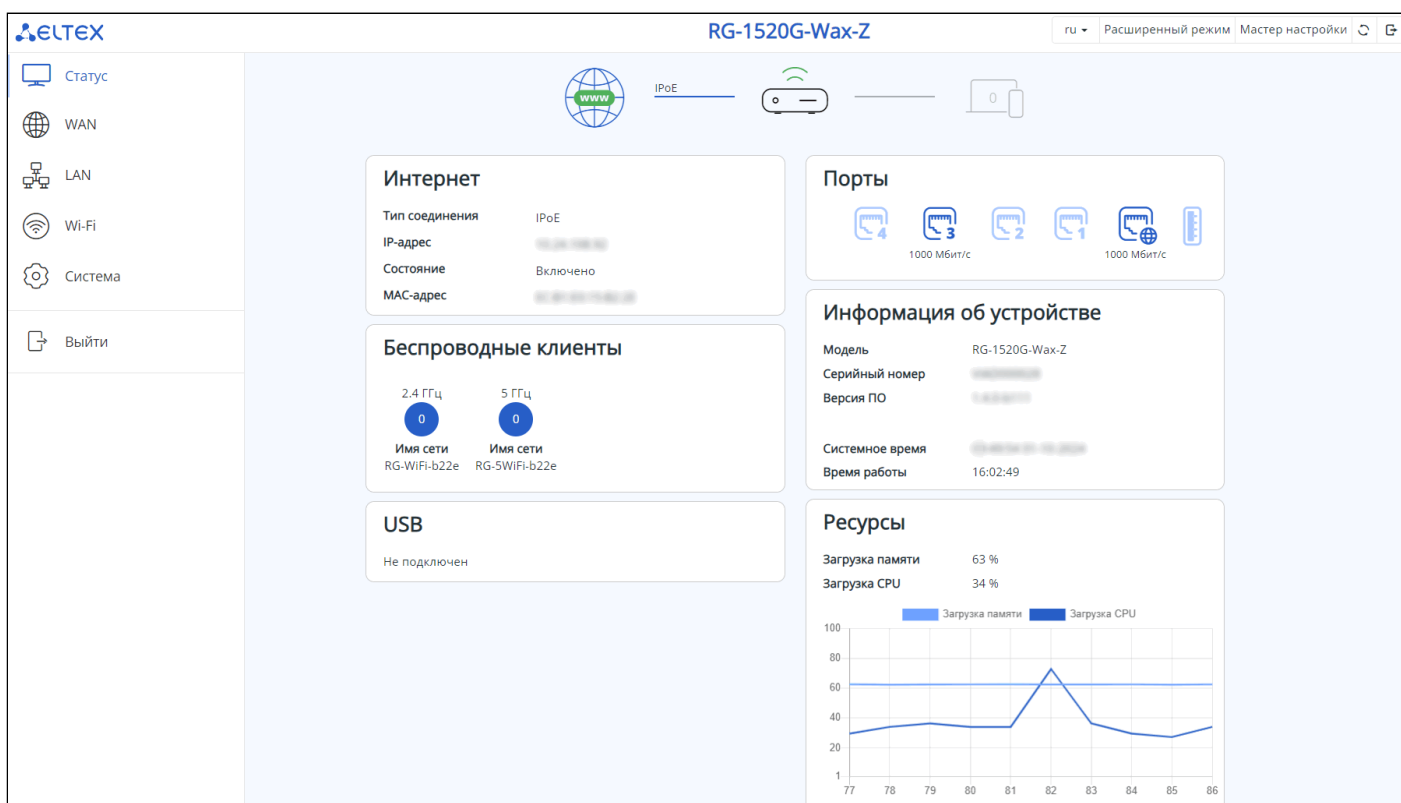 ELTEX
RG-1520G-Wax-Z
ru
Расширенный режим
Мастер настройки
Статус
WAN
LAN
Wi-Fi
Система
Выйти
www
IPoE
0
Интернет
Тип соединения IPoE
IP-адрес
Состояние Включено
MAC-адрес
Беспроводные клиенты
2.4 ГГц 5 ГГц
0 0
Имя сети Имя сети
RG-WiFi-b22e RG-5WiFi-b22e
USB
Не подключен
Порты
4 3 2 1
1000 Мбит/с 1000 Мбит/с
Информация об устройстве
Модель RG-1520G-Wax-Z
Серийный номер
Версия ПО
Системное время
Время работы 16:02:49
Ресурсы
Загрузка памяти 63 %
Загрузка CPU 34 %
Загрузка памяти Загрузка CPU
100
80
60
40
20
1
77 78 79 80 81 82 83 84 85 86